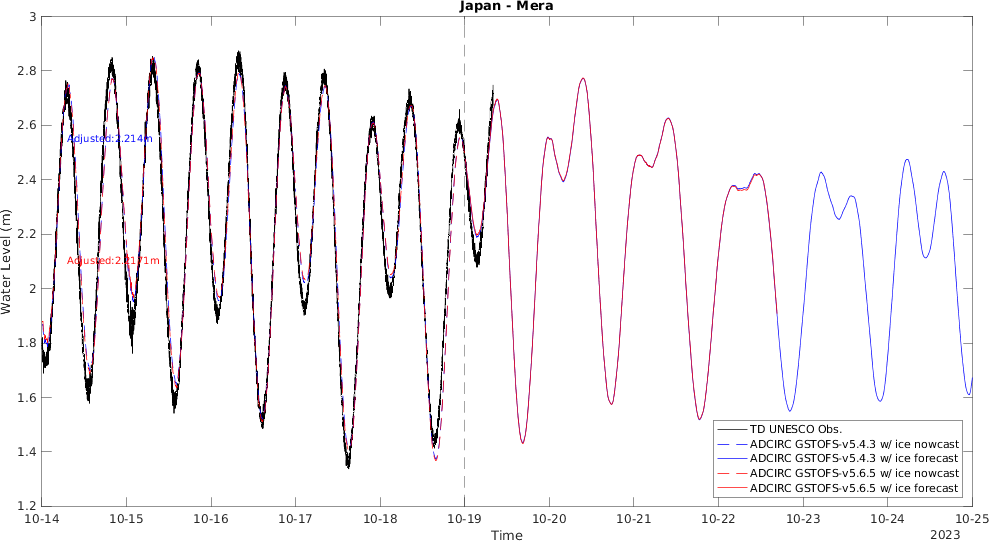 Japan - Mera
3
2.8
2.6
2.4
2.2
2
1.8
1.6
1.4
1.2
Water Level (m)
Adjusted:2.214m
Adjusted:2.2171m
TD UNESCO Obs.
ADCIRC GSTOFS-v5.4.3 w/ ice nowcast
ADCIRC GSTOFS-v5.4.3 w/ ice forecast
ADCIRC GSTOFS-v5.6.5 w/ ice nowcast
ADCIRC GSTOFS-v5.6.5 w/ ice forecast
10-14 10-15 10-16 10-17 10-18 10-19 10-20 10-21 10-22 10-23 10-24 10-25
Time
2023